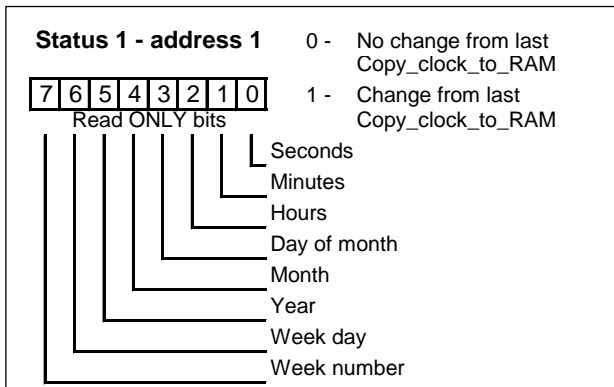 Status 1 - address 1
0 - No change from last
Copy_clock_to_RAM
7 6 5 4 3 2 1 0
1 - Change from last
Copy_clock_to_RAM
Read ONLY bits
Seconds
Minutes
Hours
Day of month
Month
Year
Week day
Week number